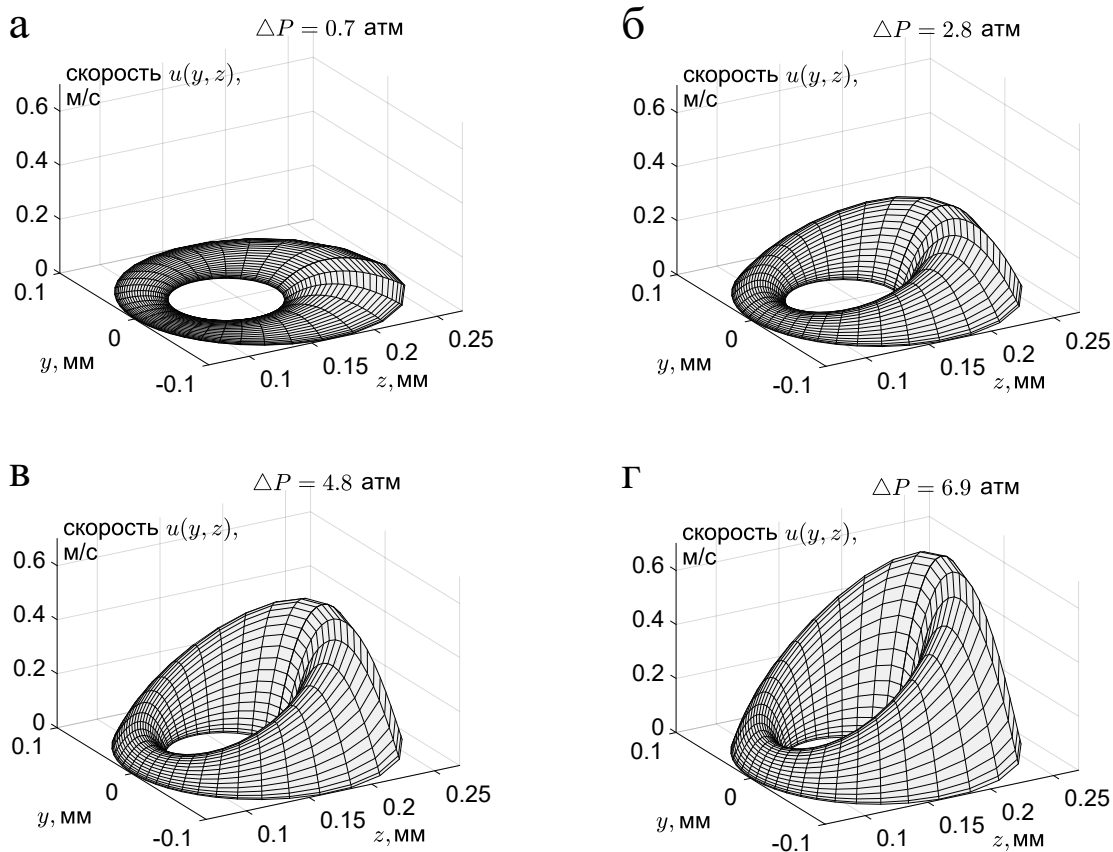 а
△P = 0.7 атм
скорость u(y, z),
м/с
0.6
0.4
0.2
0
0.1
0
-0.1
y, мм
0.1
0.15
0.2
0.25
z, мм
б
△P = 2.8 атм
скорость u(y, z),
м/с
0.6
0.4
0.2
0
0.1
0
-0.1
y, мм
0.1
0.15
0.2
0.25
z, мм
в
△P = 4.8 атм
скорость u(y, z),
м/с
0.6
0.4
0.2
0
0.1
0
-0.1
y, мм
0.1
0.15
0.2
0.25
z, мм
г
△P = 6.9 атм
скорость u(y, z),
м/с
0.6
0.4
0.2
0
0.1
0
-0.1
y, мм
0.1
0.15
0.2
0.25
z, мм